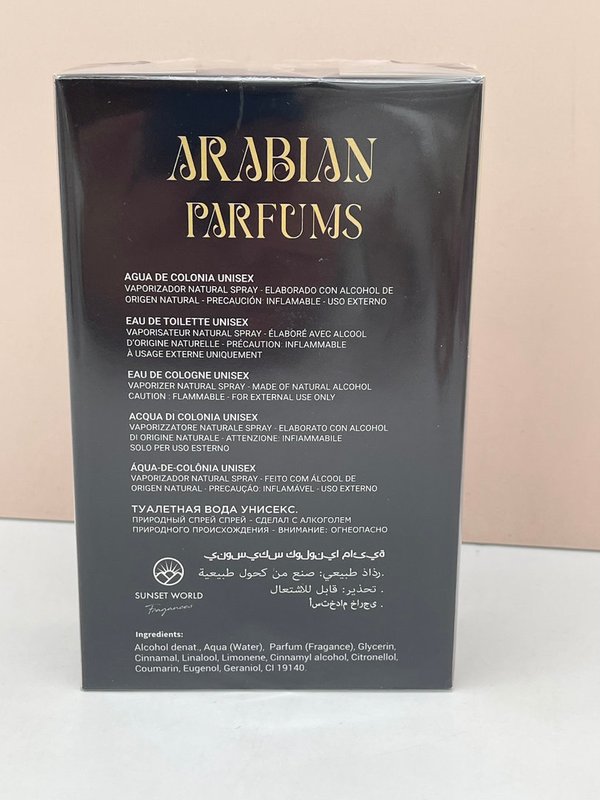 ARABIAN
PARFUMS
AGUA DE COLONIA UNISEX
VAPORIZADOR NATURAL SPRAY - ELABORADO CON ALCOHOL DE
ORIGEN NATURAL - PRECAUCIÓN: INFLAMABLE - USO EXTERNO
EAU DE TOILETTE UNISEX
VAPORISATEUR NATURAL SPRAY - ÉLABORÉ AVEC ALCOOL
D'ORIGINE NATURELLE - PRÉCAUTION: INFLAMMABLE
À USAGE EXTERNE UNIQUEMENT
EAU DE COLOGNE UNISEX
VAPORIZER NATURAL SPRAY - MADE OF NATURAL ALCOHOL
CAUTION : FLAMMABLE - FOR EXTERNAL USE ONLY
ACQUA DI COLONIA UNISEX
VAPORIZZATORE NATURALE SPRAY - ELABORATO CON ALCOHOL
DI ORIGINE NATURALE - ATTENZIONE: INFIAMMABILE
SOLO PER USO ESTERNO
ÁQUA-DE-COLÔNIA UNISEX
VAPORIZADOR NATURAL SPRAY - FEITO COM ÁLCOOL DE
ORIGEN NATURAL - PRECAUÇÃO: INFLAMÁVEL - USO EXTERNO
ТУАЛЕТНАЯ ВОДА УНИСЕКС.
ПРИРОДНЫЙ СПРЕЙ СПРЕЙ - СДЕЛАЛ С АЛКОГОЛЕМ
ПРИРОДНОГО ПРОИСХОЖДЕНИЯ - ВНИМАНИЕ: ОГНЕОПАСНО
اينولوك
.رذاذ طبيعي: صنع من كحول طبيعية
. تحذير: قابل للاشتعال
. ىجراخ مادختسأ
SUNSET WORLD
Fragances
Ingredients:
Alcohol denat., Aqua (Water), Parfum (Fragance), Glycerin,
Cinnamal, Linalool, Limonene, Cinnamyl alcohol, Citronellol,
Coumarin, Eugenol, Geraniol, CI 19140.